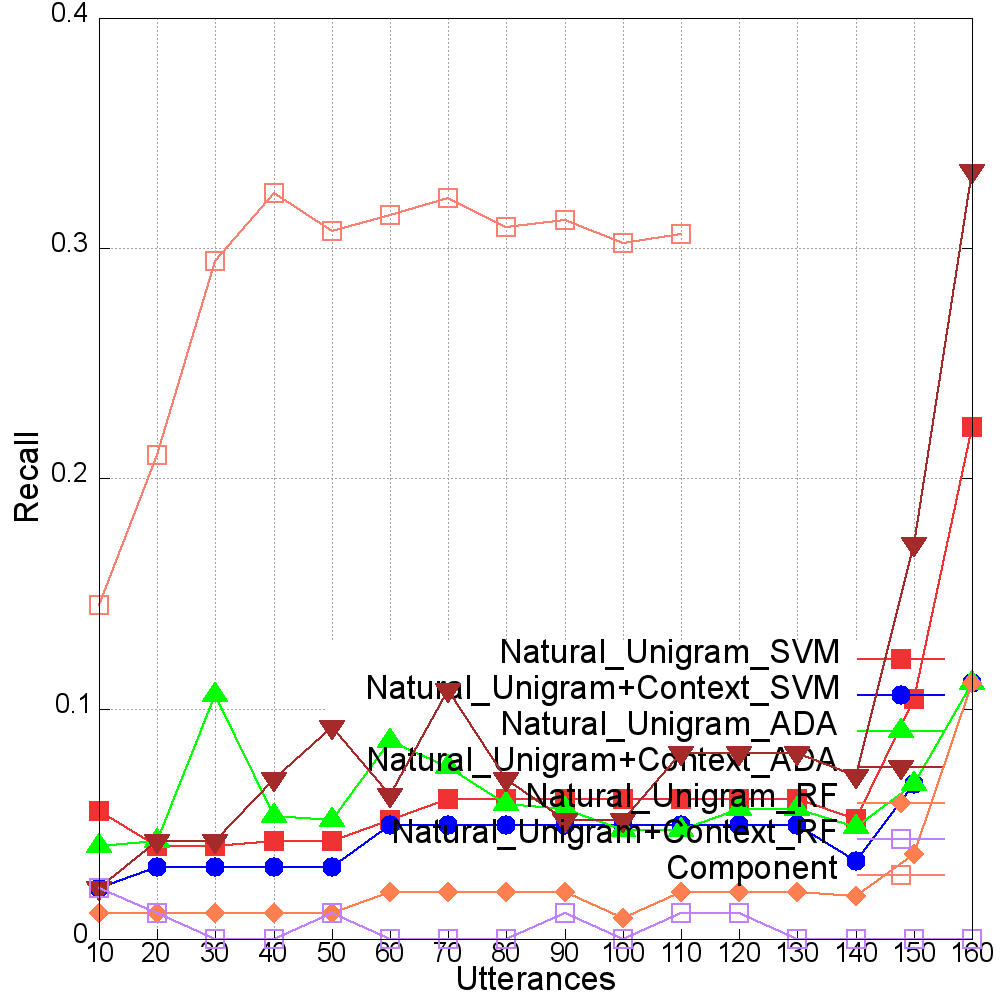 0.4
0.3
0.2
0.1
0
Recall
Natural_Unigram_SVM
Natural_Unigram+Context_SVM
Natural_Unigram_ADA
Natural_Unigram+Context_ADA
Natural_Unigram_RF
Natural_Unigram+Context_RF
Component
10 20 30 40 50 60 70 80 90 100 110 120 130 140 150 160
Utterances